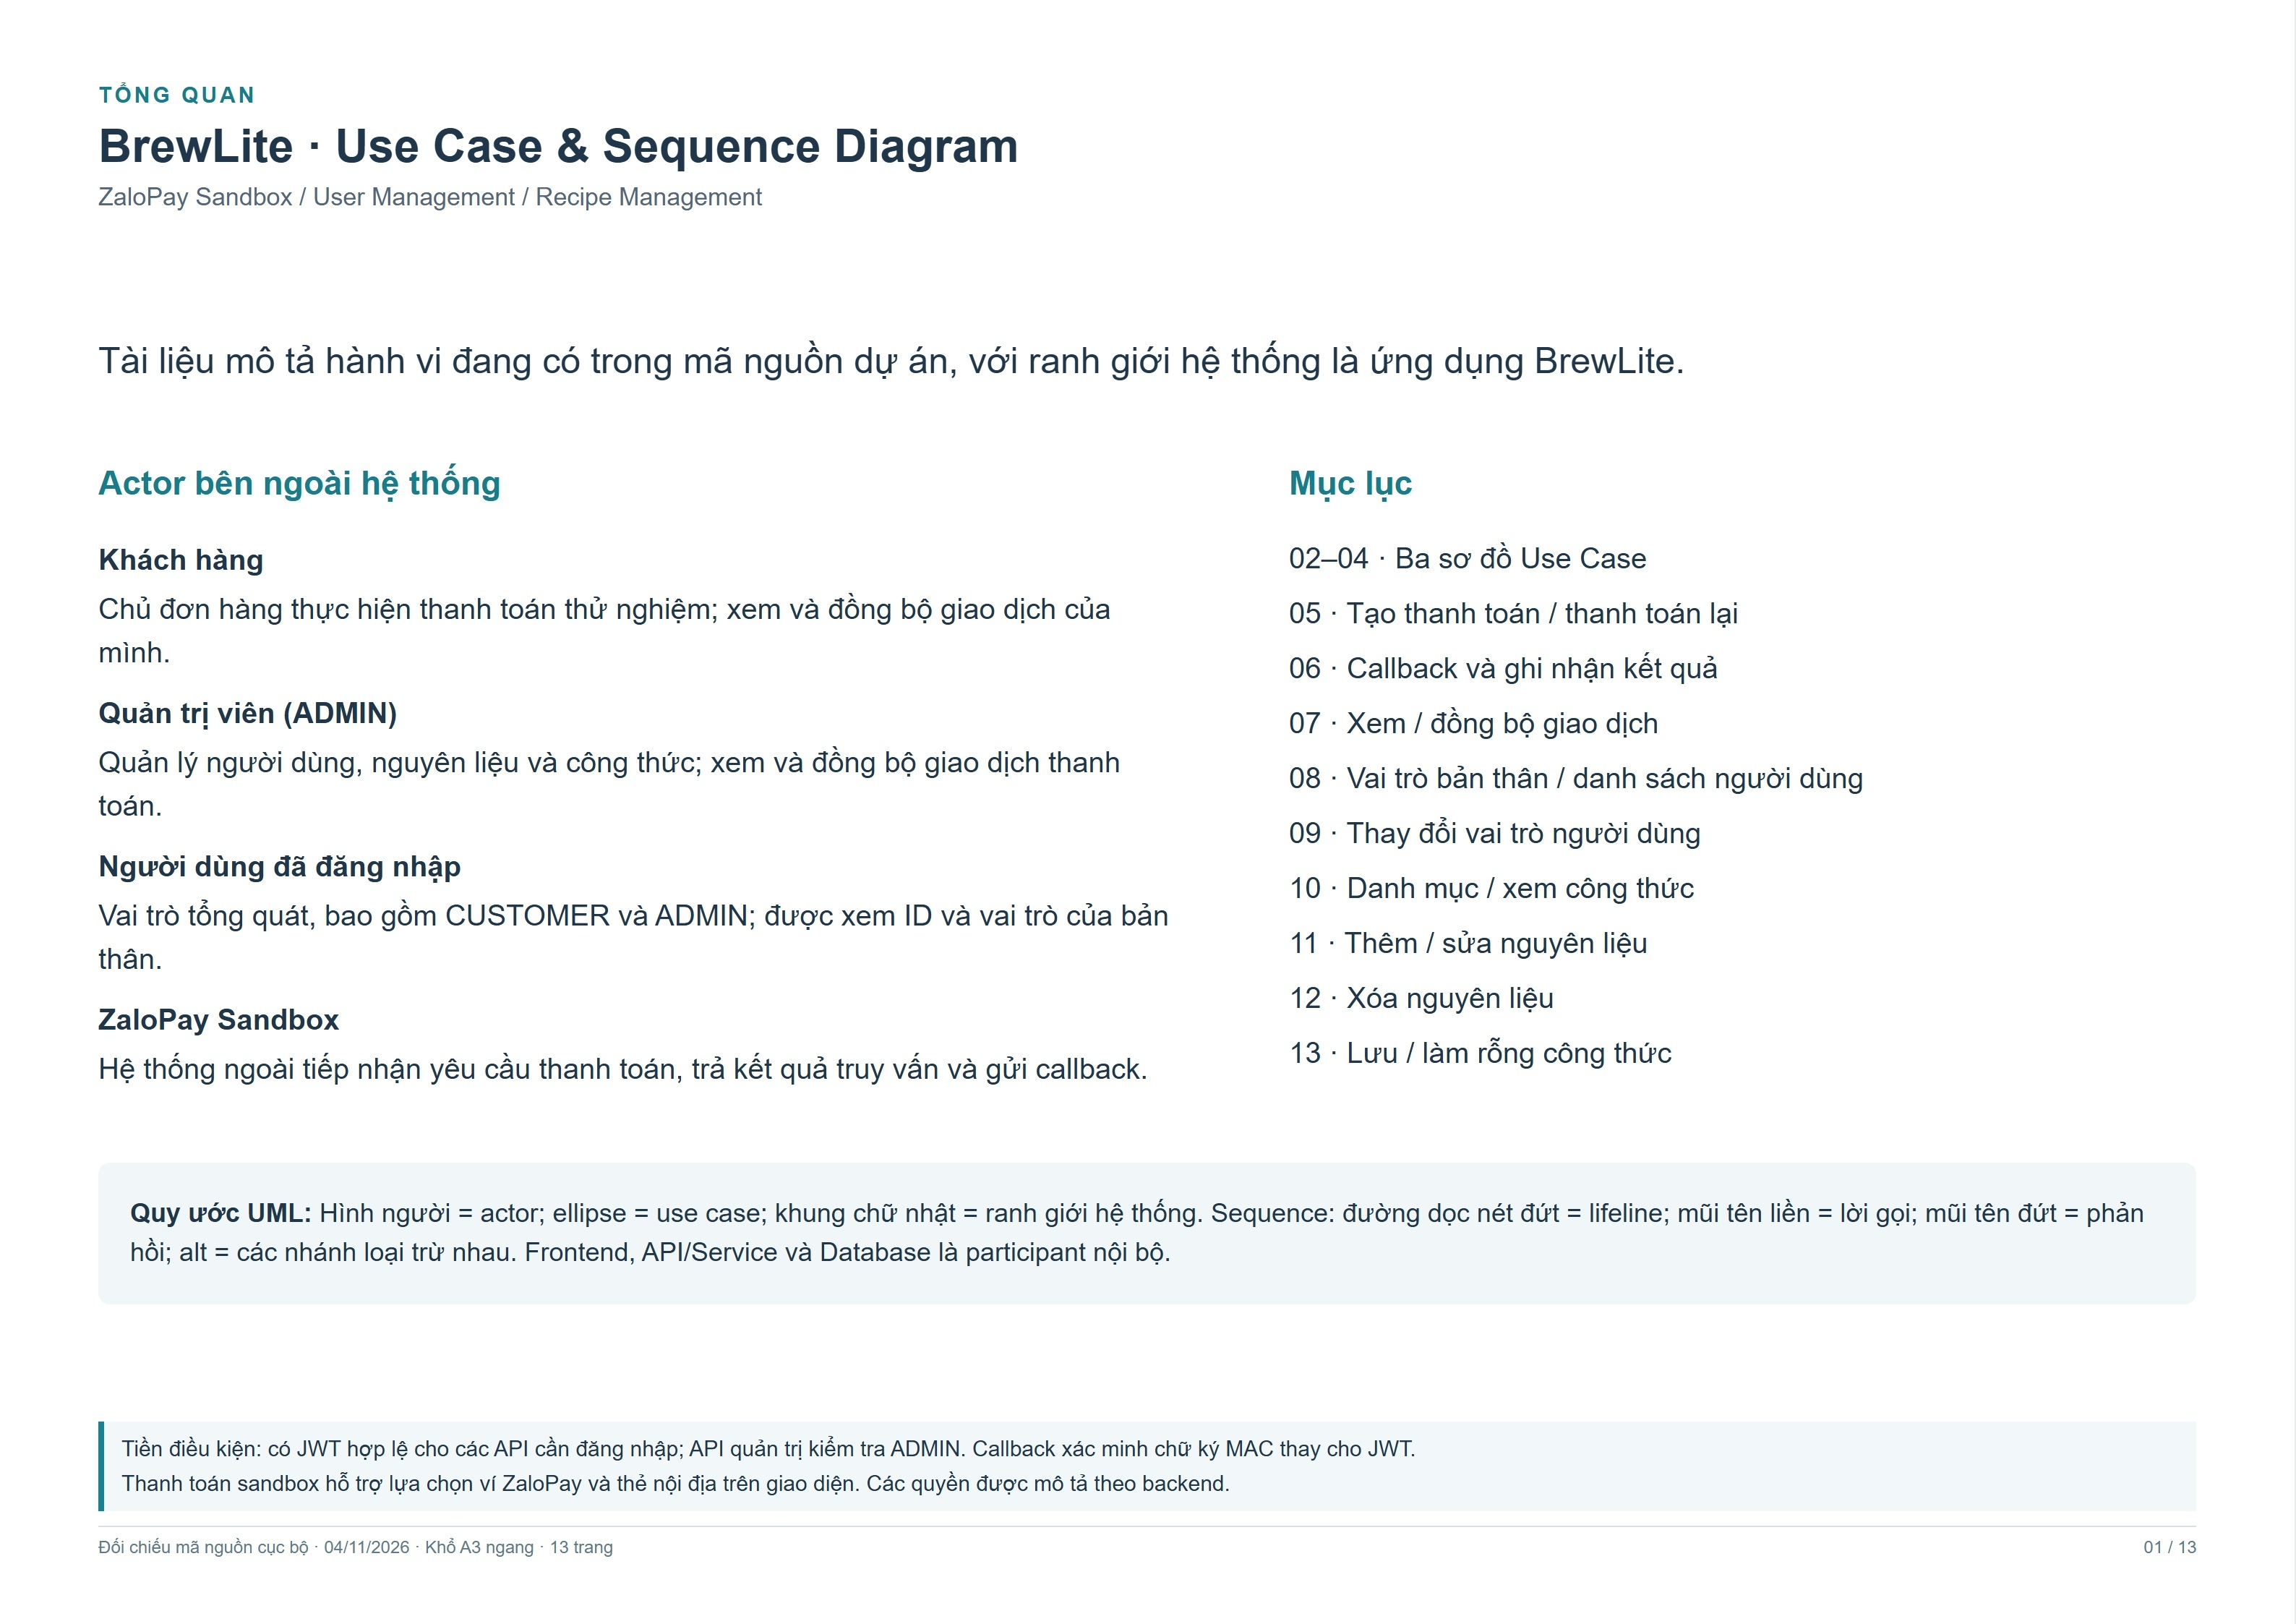 TỔNG QUAN
BrewLite · Use Case & Sequence Diagram
ZaloPay Sandbox / User Management / Recipe Management
Tài liệu mô tả hành vi đang có trong mã nguồn dự án, với ranh giới hệ thống là ứng dụng BrewLite.
Actor bên ngoài hệ thống
Khách hàng
Chủ đơn hàng thực hiện thanh toán thử nghiệm; xem và đồng bộ giao dịch của
mình.
Quản trị viên (ADMIN)
Quản lý người dùng, nguyên liệu và công thức; xem và đồng bộ giao dịch thanh
toán.
Người dùng đã đăng nhập
Vai trò tổng quát, bao gồm CUSTOMER và ADMIN; được xem ID và vai trò của bản
thân.
ZaloPay Sandbox
Hệ thống ngoài tiếp nhận yêu cầu thanh toán, trả kết quả truy vấn và gửi callback.
Mục lục
02–04 · Ba sơ đồ Use Case
05 · Tạo thanh toán / thanh toán lại
06 · Callback và ghi nhận kết quả
07 · Xem / đồng bộ giao dịch
08 · Vai trò bản thân / danh sách người dùng
09 · Thay đổi vai trò người dùng
10 · Danh mục / xem công thức
11 · Thêm / sửa nguyên liệu
12 · Xóa nguyên liệu
13 · Lưu / làm rỗng công thức
Quy ước UML: Hình người = actor; ellipse = use case; khung chữ nhật = ranh giới hệ thống. Sequence: đường dọc nét đứt = lifeline; mũi tên liền = lời gọi; mũi tên đứt = phản
hồi; alt = các nhánh loại trừ nhau. Frontend, API/Service và Database là participant nội bộ.
Tiền điều kiện: có JWT hợp lệ cho các API cần đăng nhập; API quản trị kiểm tra ADMIN. Callback xác minh chữ ký MAC thay cho JWT.
Thanh toán sandbox hỗ trợ lựa chọn ví ZaloPay và thẻ nội địa trên giao diện. Các quyền được mô tả theo backend.
Đối chiếu mã nguồn cục bộ · 04/11/2026 · Khổ A3 ngang · 13 trang
01 / 13